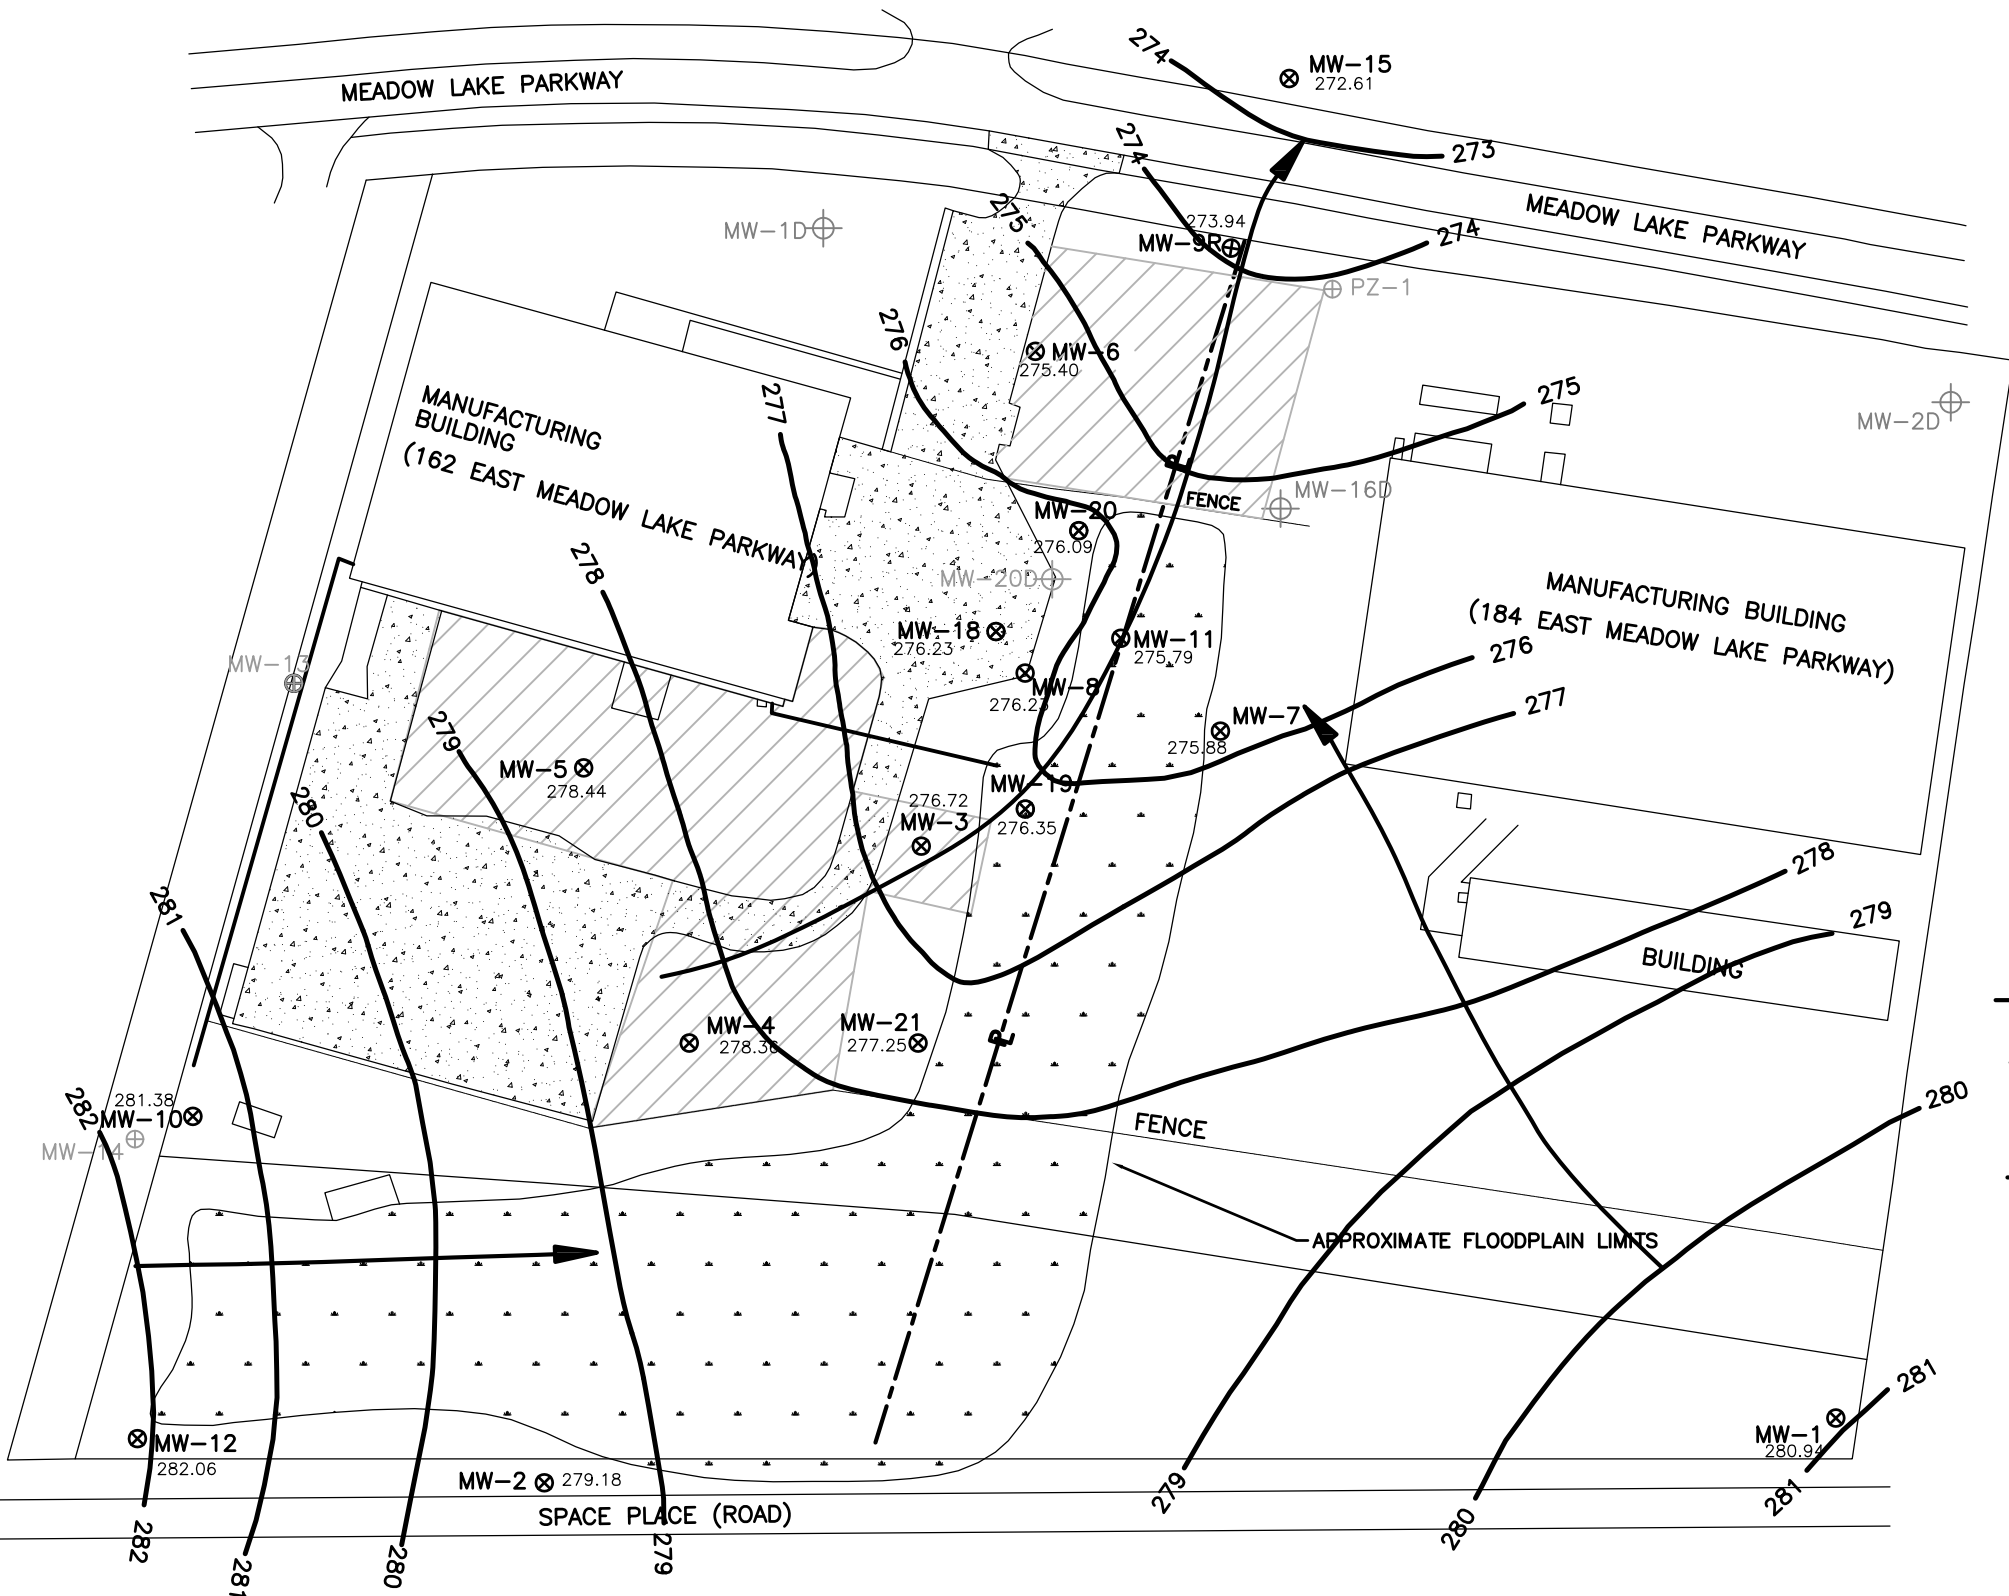 274
MW-15
272.61
MEADOW LAKE PARKWAY
274
273
275
273.94
MW-9R
MEADOW LAKE PARKWAY
274
MW-1D
PZ-1
276
MW-6
275.40
277
275
MW-2D
MANUFACTURING
BUILDING
(162 EAST MEADOW LAKE PARKWAY)
P
MW-16D
FENCE
MW-20
276.09
278
MW-20D
MANUFACTURING BUILDING
(184 EAST MEADOW LAKE PARKWAY)
MW-18
276.23
MW-11
275.79
276
MW-13
MW-8
276.23
277
MW-7
275.88
279
MW-5
278.44
MW-19
276.35
276.72
MW-3
280
278
281
279
BUILDING
MW-4
278.36
MW-21
277.25
P
282
281.38
MW-10
MW-14
FENCE
280
APPROXIMATE FLOODPLAIN LIMITS
281
MW-1
280.94
MW-12
282.06
MW-2
279.18
279
281
SPACE PLACE (ROAD)
282
281
280
279
280